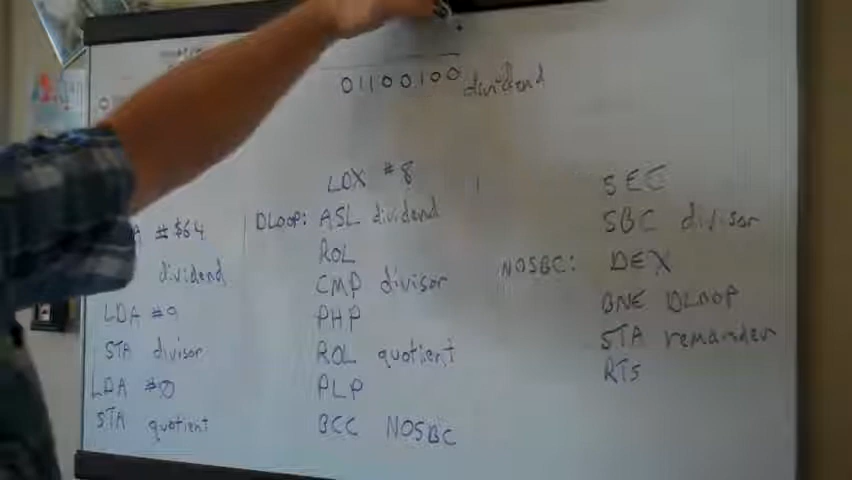 01100100 dividend
# $64
dividend
LDA #9
STA divisor
LDA #0
STA quotient
LDX #8
DLOOP: ASL dividend
ROL
CMP divisor
PHP
ROL quotient
PLP
BCC NOSBC
SEC
SBC divisor
NOSBC: DEX
BNE DLOOP
STA remainder
RTS